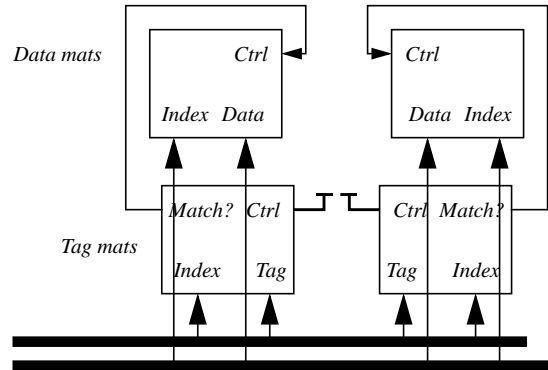 Ctrl Ctrl
Data mats
Index Data Data Index
Match? Ctrl Ctrl Match?
Tag mats
Index Tag Tag Index